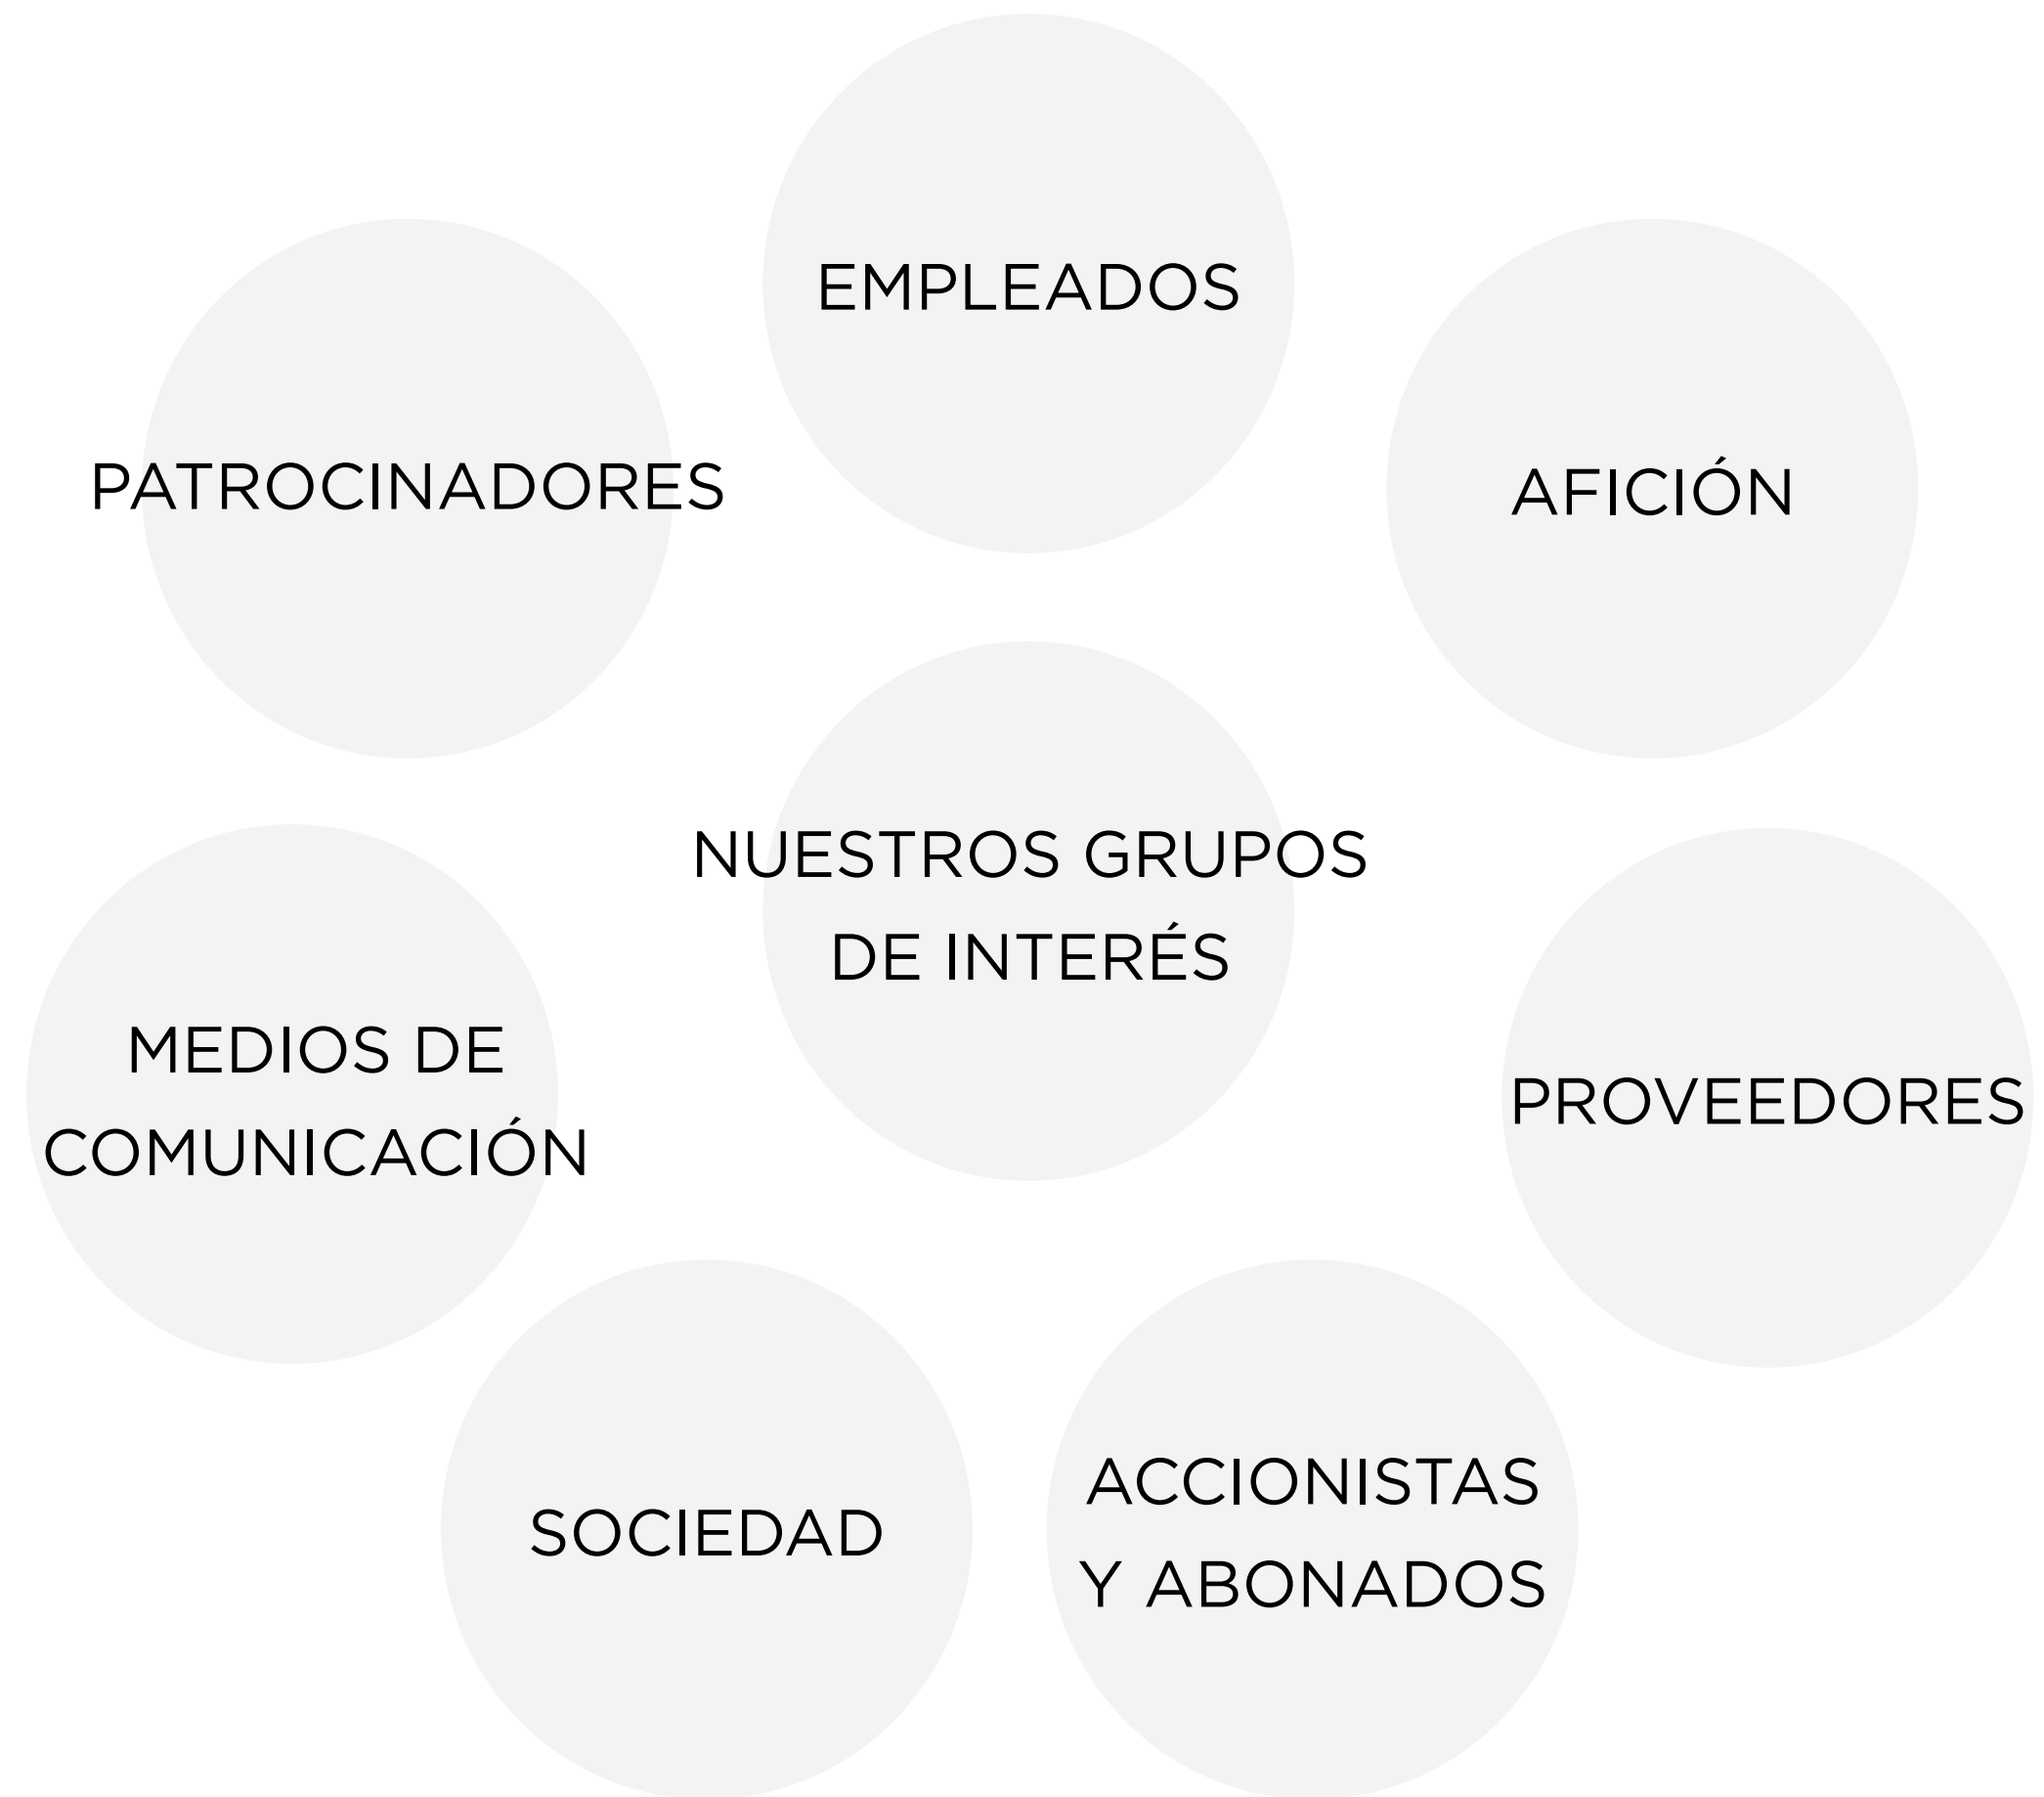 EMPLEADOS
PATROCINADORES
AFICIÓN
NUESTROS GRUPOS
DE INTERÉS
MEDIOS DE
COMUNICACIÓN
PROVEEDORES
SOCIEDAD
ACCIONISTAS
Y ABONADOS